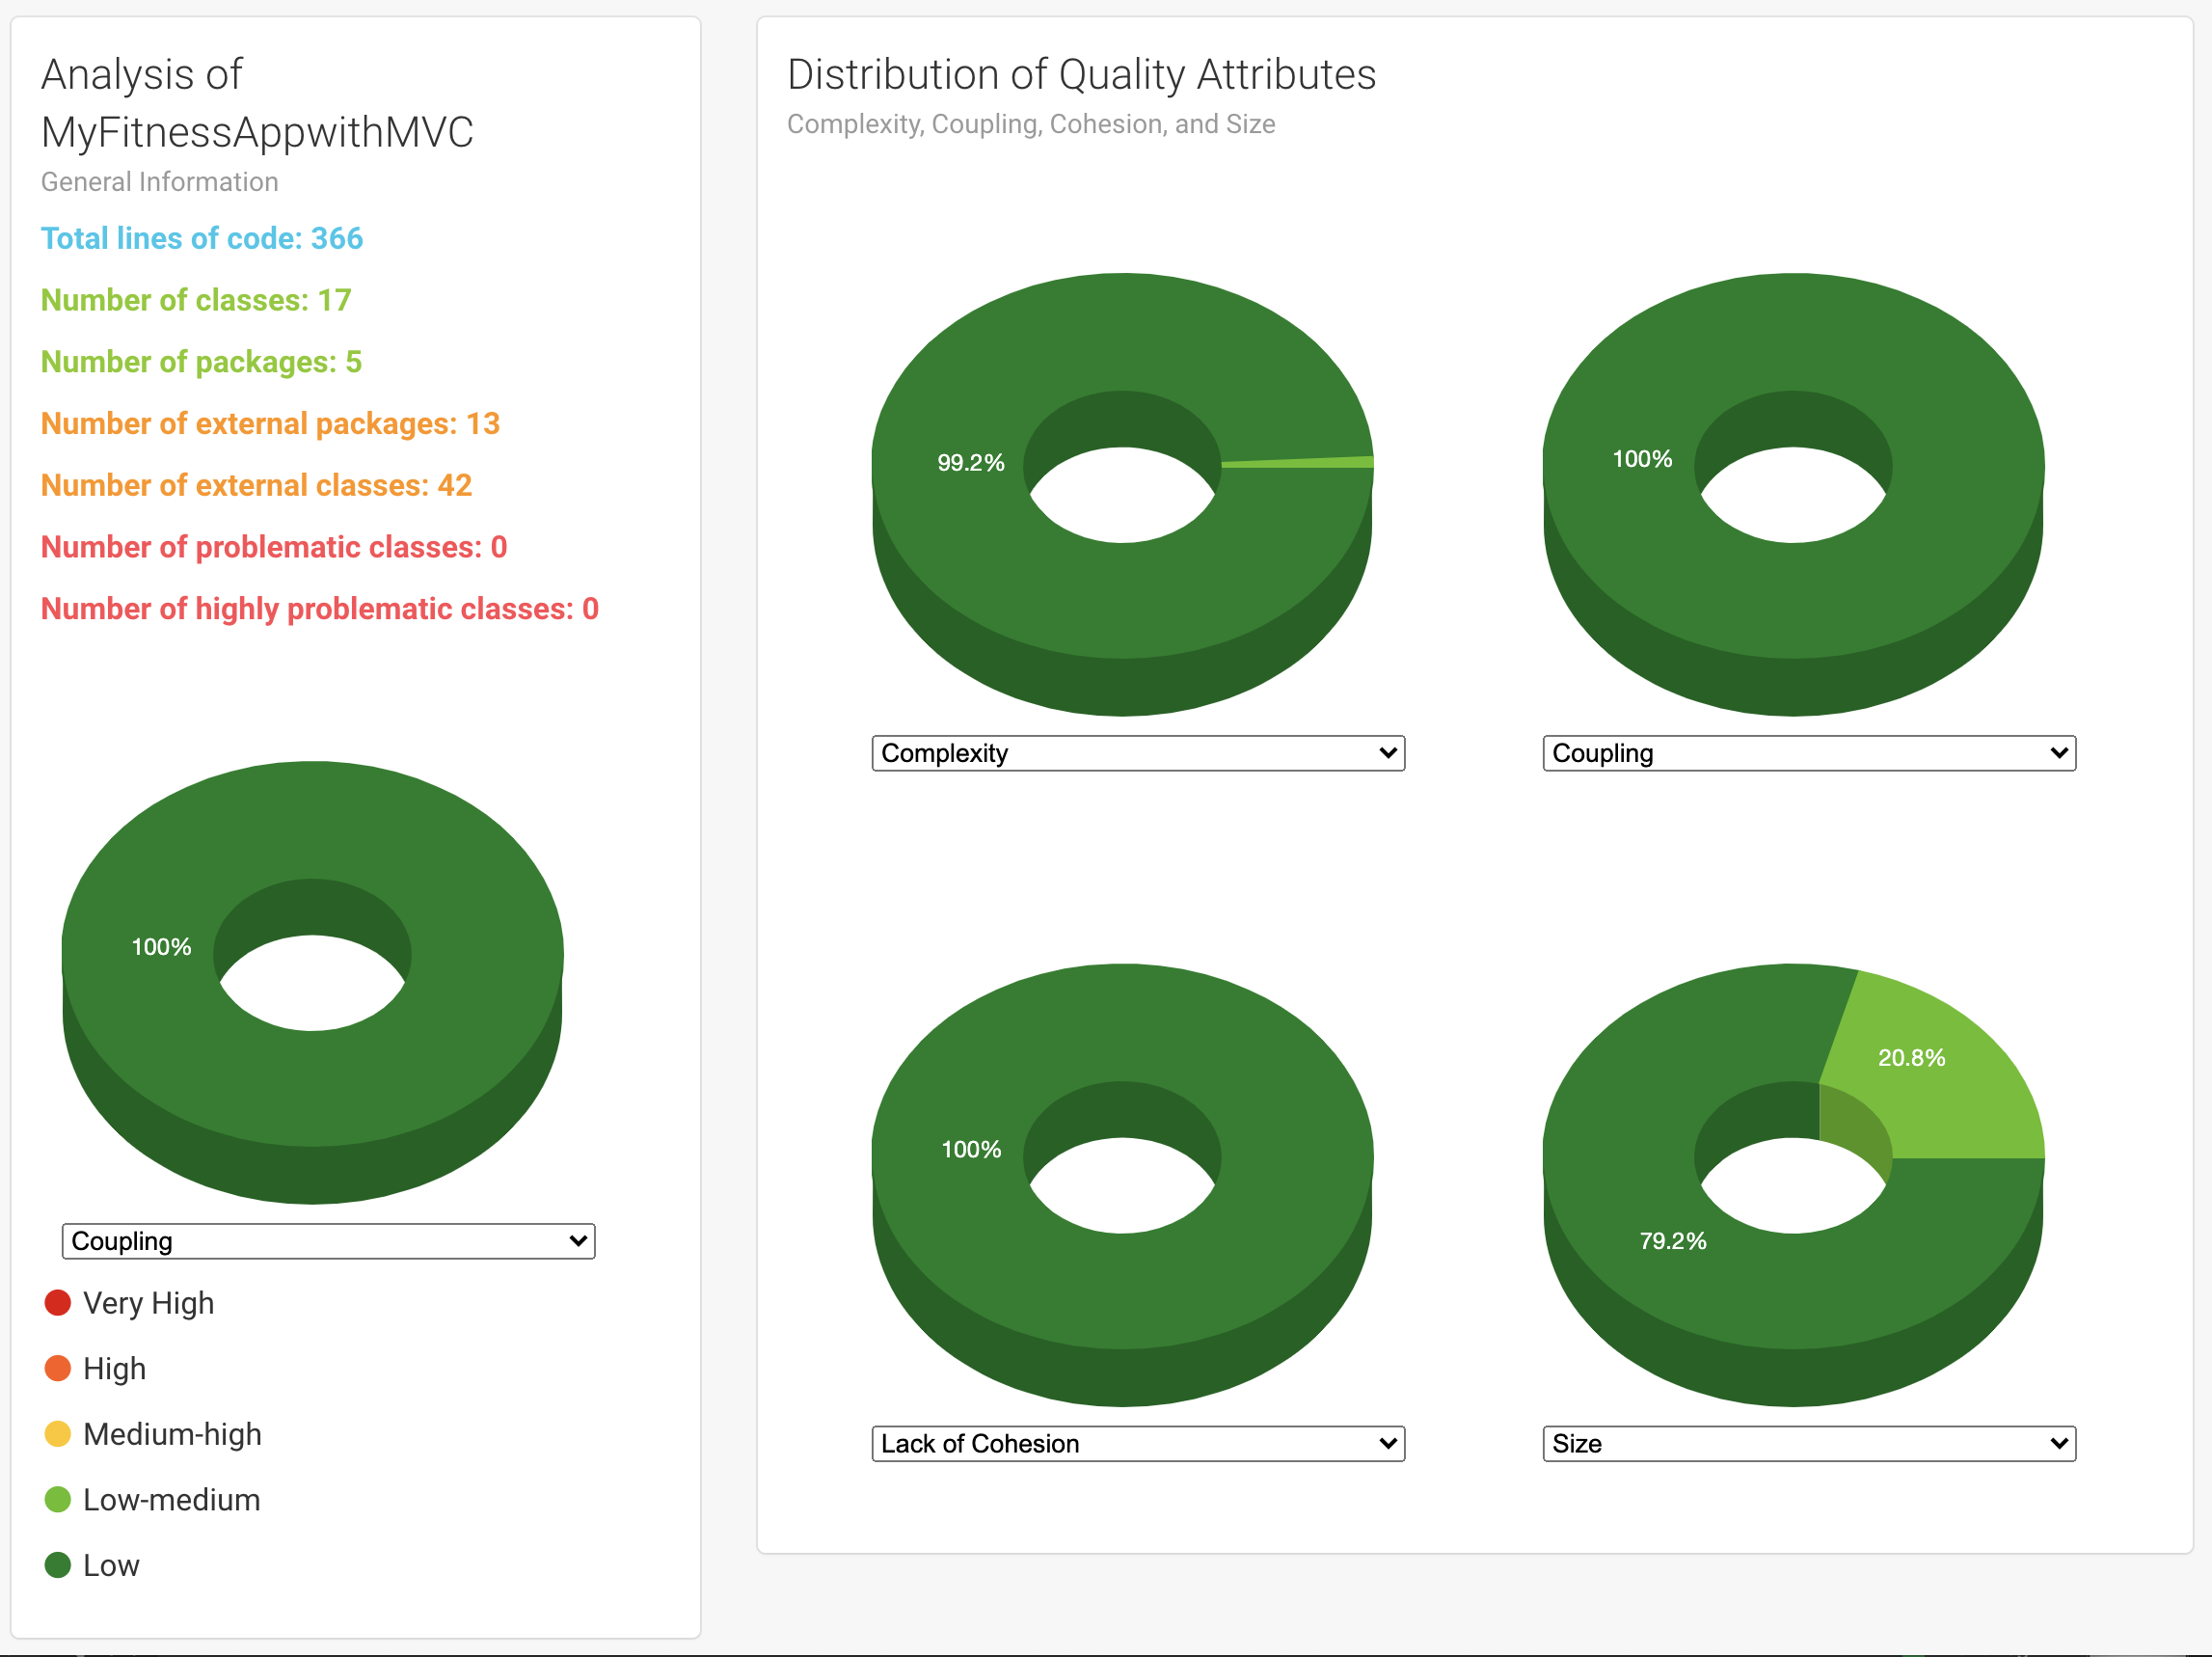 Analysis of
MyFitnessAppwithMVC
General Information
Total lines of code: 366
Number of classes: 17
Number of packages: 5
Number of external packages: 13
Number of external classes: 42
Number of problematic classes: 0
Number of highly problematic classes: 0
100%
Coupling
Very High
High
Medium-high
Low-medium
Low
Distribution of Quality Attributes
Complexity, Coupling, Cohesion, and Size
99.2%
Complexity
100%
Coupling
100%
Lack of Cohesion
20.8%
79.2%
Size